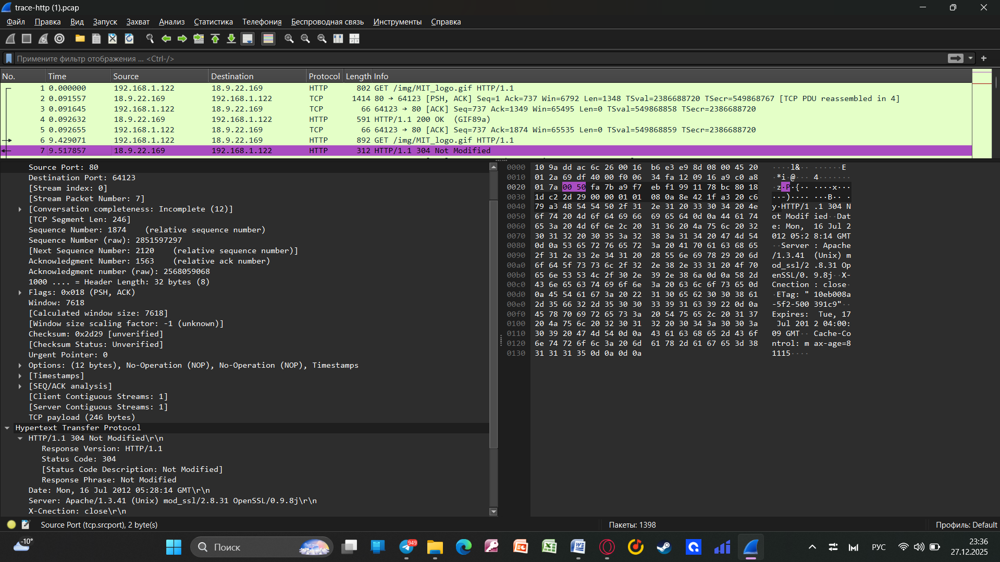 trace-http (1).pcap
Файл Правка Вид Запуск Захват Анализ Статистика Телефония Беспроводная связь Инструменты Справка
Примените фильтр отображения ... <Ctrl-/>
No. Time Source Destination Protocol Length Info
1 0.000000 192.168.1.122 18.9.22.169 HTTP 802 GET /img/MIT_logo.gif HTTP/1.1
2 0.091557 18.9.22.169 192.168.1.122 TCP 1414 80 → 64123 [PSH, ACK] Seq=1 Ack=737 Win=6792 Len=1348 TSval=2386688720 TSecr=549868767 [TCP PDU reassembled in 4]
3 0.091645 192.168.1.122 18.9.22.169 TCP 66 64123 → 80 [ACK] Seq=737 Ack=1349 Win=65495 Len=0 TSval=549868858 TSecr=2386688720
4 0.092632 18.9.22.169 192.168.1.122 HTTP 591 HTTP/1.1 200 OK  (GIF89a)
5 0.092655 192.168.1.122 18.9.22.169 TCP 66 64123 → 80 [ACK] Seq=737 Ack=1874 Win=65535 Len=0 TSval=549868859 TSecr=2386688720
6 9.429071 192.168.1.122 18.9.22.169 HTTP 892 GET /img/MIT_logo.gif HTTP/1.1
7 9.517857 18.9.22.169 192.168.1.122 HTTP 312 HTTP/1.1 304 Not Modified
Source Port: 80
Destination Port: 64123
[Stream index: 0]
[Stream Packet Number: 7]
[Conversation completeness: Incomplete (12)]
[TCP Segment Len: 246]
Sequence Number: 1874    (relative sequence number)
Sequence Number (raw): 2851597297
[Next Sequence Number: 2120    (relative sequence number)]
Acknowledgment Number: 1563    (relative ack number)
Acknowledgment number (raw): 2568059068
1000 .... = Header Length: 32 bytes (8)
Flags: 0x018 (PSH, ACK)
Window: 7618
[Calculated window size: 7618]
[Window size scaling factor: -1 (unknown)]
Checksum: 0x2d29 [unverified]
[Checksum Status: Unverified]
Urgent Pointer: 0
Options: (12 bytes), No-Operation (NOP), No-Operation (NOP), Timestamps
[Timestamps]
[SEQ/ACK analysis]
[Client Contiguous Streams: 1]
[Server Contiguous Streams: 1]
TCP payload (246 bytes)
Hypertext Transfer Protocol
HTTP/1.1 304 Not Modified\r\n
Response Version: HTTP/1.1
Status Code: 304
[Status Code Description: Not Modified]
Response Phrase: Not Modified
Date: Mon, 16 Jul 2012 05:28:14 GMT\r\n
Server: Apache/1.3.41 (Unix) mod_ssl/2.8.31 OpenSSL/0.9.8j\r\n
X-Cnection: close\r\n
0000 10 9a dd ac 6c 26 00 16 b6 e3 e9 8d 08 00 45 20 ····l&·· ······E
0010 01 2a 69 df 40 00 f0 06 34 fa 12 09 16 a9 c0 a8 ·*i·@··· 4·······
0020 01 7a 00 50 fa 7b a9 f7 eb f1 99 11 78 bc 80 18 ·z·P·{·· ····x···
0030 1d c2 2d 29 00 00 01 01 08 0a 8e 42 1f a3 20 c6 ··-)···· ···B·· ·
0040 79 a3 48 54 54 50 2f 31 2e 31 20 33 30 34 20 4e y·HTTP/1 .1 304 N
0050 6f 74 20 4d 6f 64 69 66 69 65 64 0d 0a 44 61 74 ot Modif ied··Dat
0060 65 3a 20 4d 6f 6e 2c 20 31 36 20 4a 75 6c 20 32 e: Mon,  16 Jul 2
0070 30 31 32 20 30 35 3a 32 38 3a 31 34 20 47 4d 54 012 05:2 8:14 GMT
0080 0d 0a 53 65 72 76 65 72 3a 20 41 70 61 63 68 65 ··Server : Apache
0090 2f 31 2e 33 2e 34 31 20 28 55 6e 69 78 29 20 6d /1.3.41  (Unix) m
00a0 6f 64 5f 73 73 6c 2f 32 2e 38 2e 33 31 20 4f 70 od_ssl/2 .8.31 Op
00b0 65 6e 53 53 4c 2f 30 2e 39 2e 38 6a 0d 0a 58 2d enSSL/0. 9.8j··X-
00c0 43 6e 65 63 74 69 6f 6e 3a 20 63 6c 6f 73 65 0d Cnection : close·
00d0 0a 45 54 61 67 3a 20 22 31 30 65 62 30 30 38 61 ·ETag: " 10eb008a
00e0 2d 35 66 32 2d 35 30 30 33 39 31 63 39 22 0d 0a -5f2-500 391c9"··
00f0 45 78 70 69 72 65 73 3a 20 54 75 65 2c 20 31 37 Expires:  Tue, 17
0100 20 4a 75 6c 20 32 30 31 32 20 30 34 3a 30 30 3a  Jul 201 2 04:00:
0110 30 39 20 47 4d 54 0d 0a 43 61 63 68 65 2d 43 6f 09 GMT·· Cache-Co
0120 6e 74 72 6f 6c 3a 20 6d 61 78 2d 61 67 65 3d 38 ntrol: m ax-age=8
0130 31 31 31 35 0d 0a 0d 0a 1115····
Source Port (tcp.srcport), 2 byte(s)
Пакеты: 1398
Профиль: Default
-10°
Поиск
949
РУС
23:36
27.12.2025